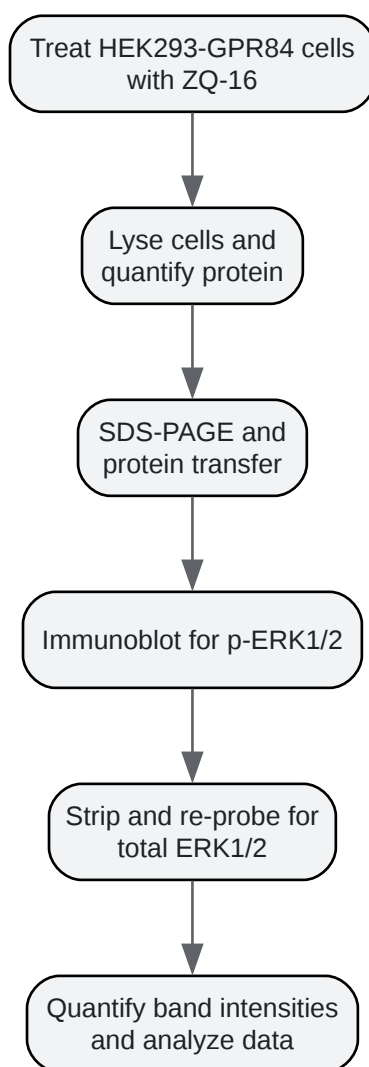 Treat HEK293-GPR84 cells
with ZQ-16
Lyse cells and
quantify protein
SDS-PAGE and
protein transfer
Immunoblot for p-ERK1/2
Strip and re-probe for
total ERK1/2
Quantify band intensities
and analyze data